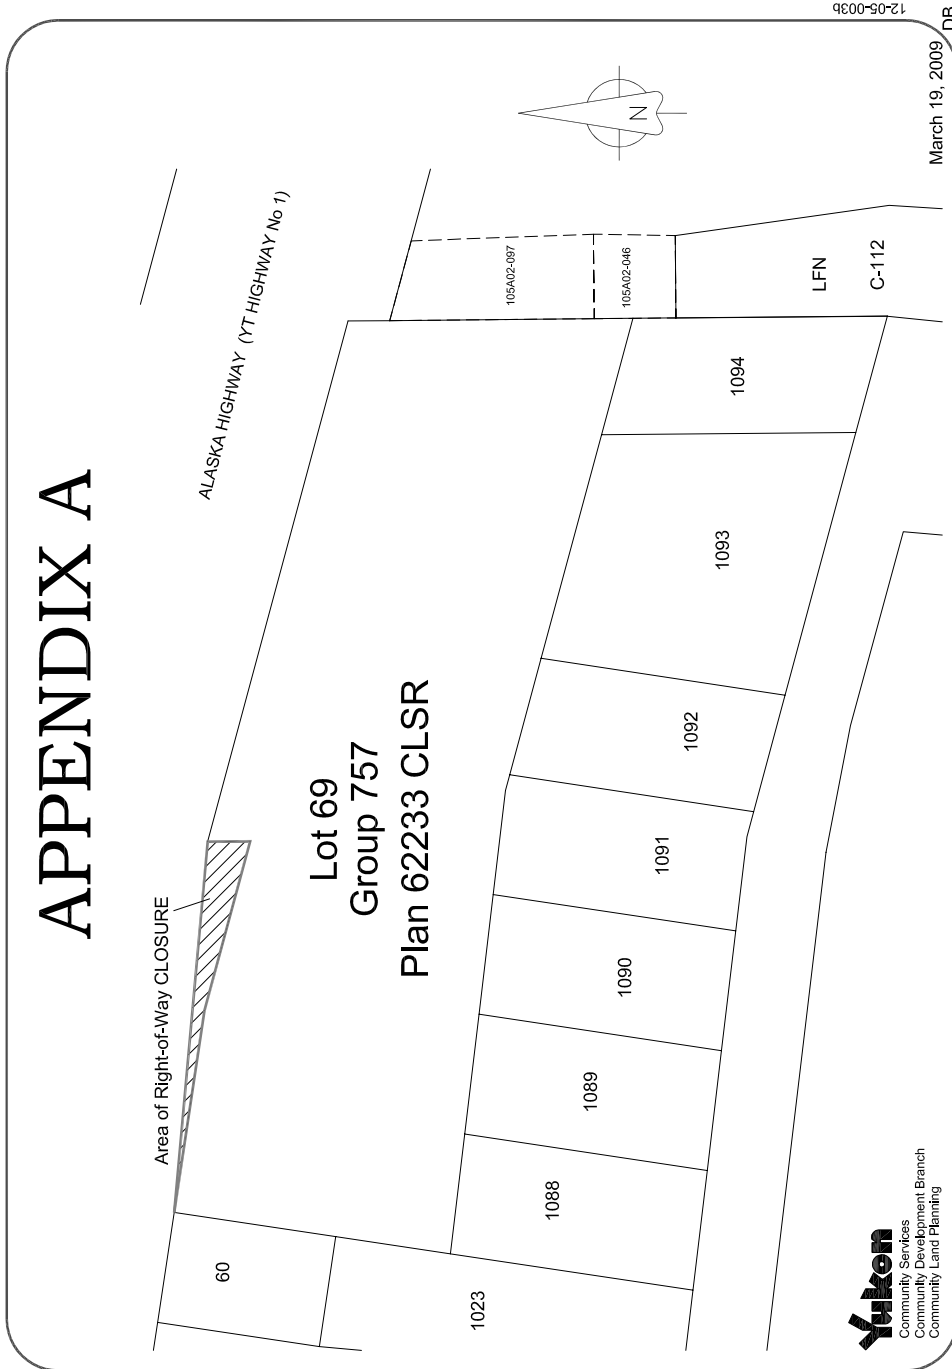 APPENDIX A
Area of Right-of-Way CLOSURE
ALASKA HIGHWAY (YT HIGHWAY No 1)
N
60
1023
Lot 69
Group 757
Plan 62233 CLSR
105A02-097
105A02-046
LFN
C-112
1088
1089
1090
1091
1092
1093
1094
Yukon
Community Services
Community Development Branch
Community Land Planning
March 19, 2009
DB
12-05-003b